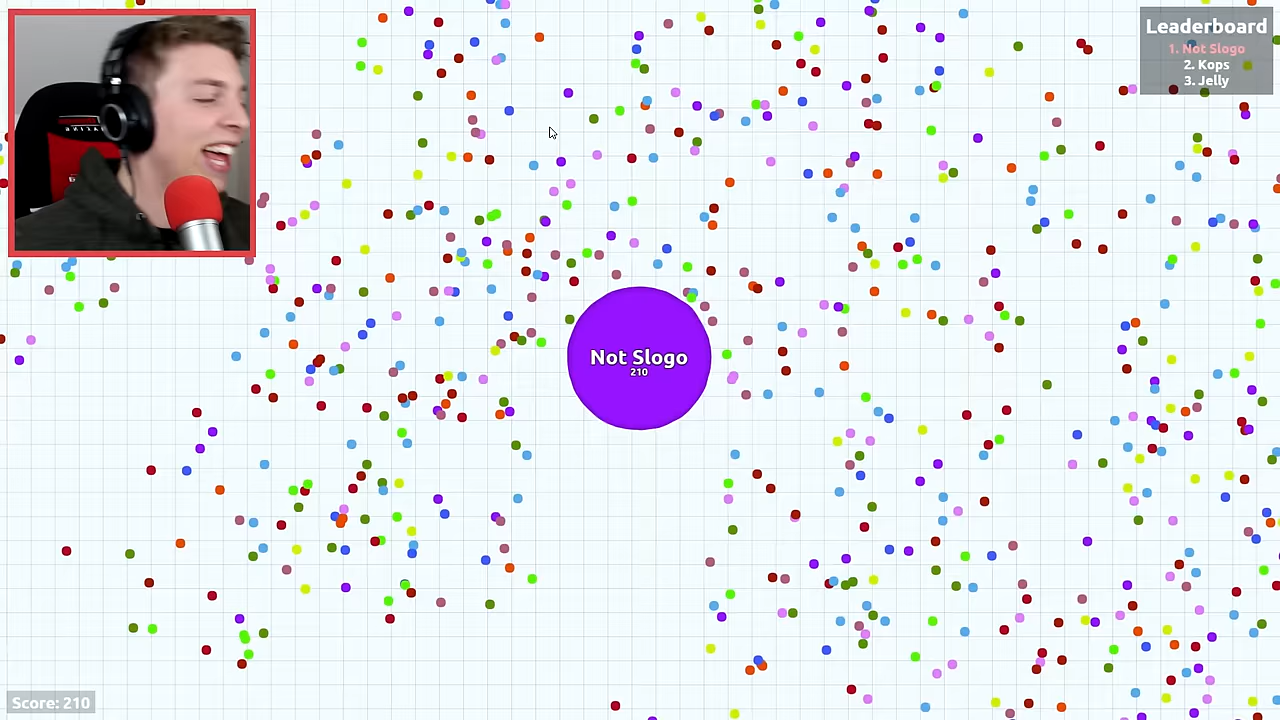 Leaderboard
1. Not Slogo
2. Kops
3. Jelly
Not Slogo
210
Score: 210